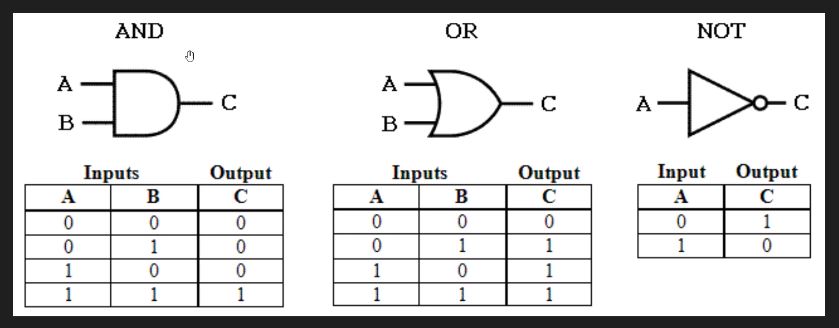 AND OR NOT
A C A C A C
B B
Inputs Output Inputs Output Input Output
A B C A B C A C
0 0 0 0 0 0 0 1
0 1 0 0 1 1 1 0
1 0 0 1 0 1
1 1 1 1 1 1